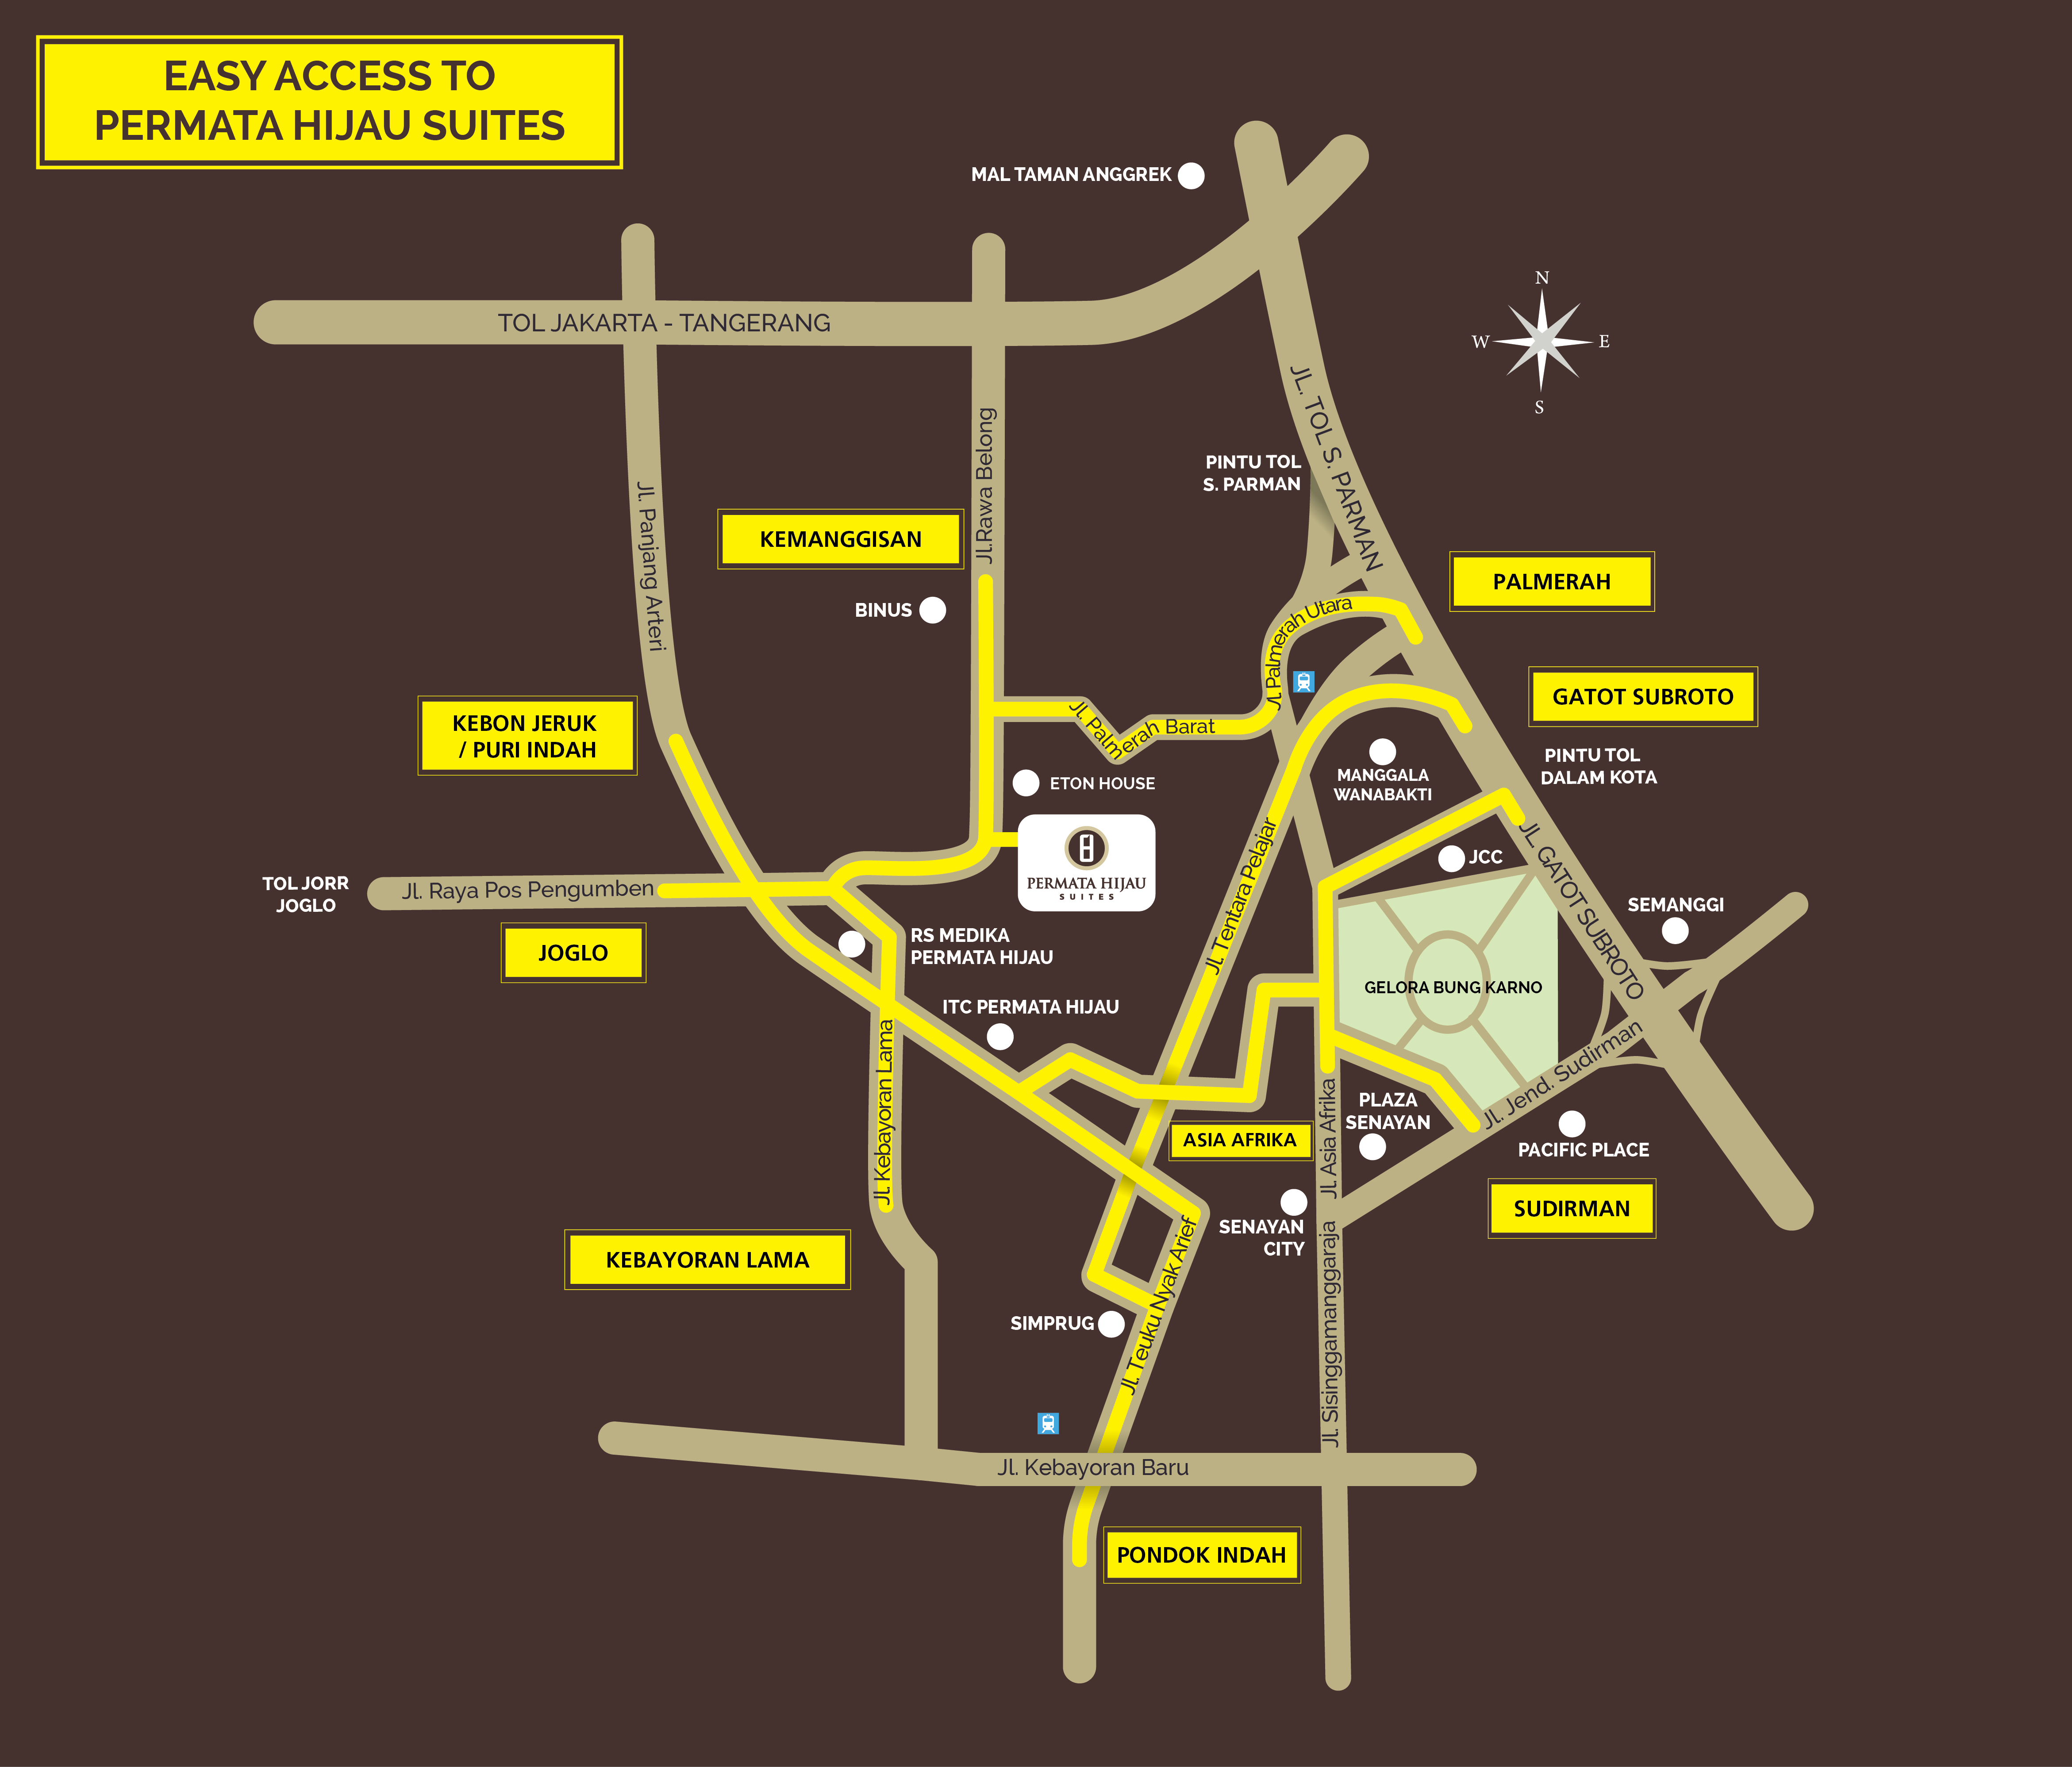 EASY ACCESS TO
PERMATA HIJAU SUITES
MAL TAMAN ANGGREK
N
W
E
S
TOL JAKARTA - TANGERANG
JL. TOL S. PARMAN
Jl.Rawa Belong
PINTU TOL
S. PARMAN
Jl. Panjang Arteri
KEMANGGISAN
PALMERAH
BINUS
Jl. Palmerah Utara
GATOT SUBROTO
KEBON JERUK
/ PURI INDAH
Jl. Palmerah Barat
PINTU TOL
DALAM KOTA
MANGGALA
WANABAKTI
ETON HOUSE
PERMATA HIJAU
SUITES
Jl. Tentara Pelajar
JCC
JL. GATOT SUBROTO
TOL JORR
JOGLO
Jl. Raya Pos Pengumben
SEMANGGI
JOGLO
RS MEDIKA
PERMATA HIJAU
GELORA BUNG KARNO
ITC PERMATA HIJAU
Jl. Kebayoran Lama
Jl. Jend. Sudirman
PLAZA
SENAYAN
ASIA AFRIKA
Jl. Asia Afrika
PACIFIC PLACE
SUDIRMAN
SENAYAN
CITY
KEBAYORAN LAMA
Jl. Teuku Nyak Arief
Jl. Sisinggamanggaraja
SIMPRUG
Jl. Kebayoran Baru
PONDOK INDAH